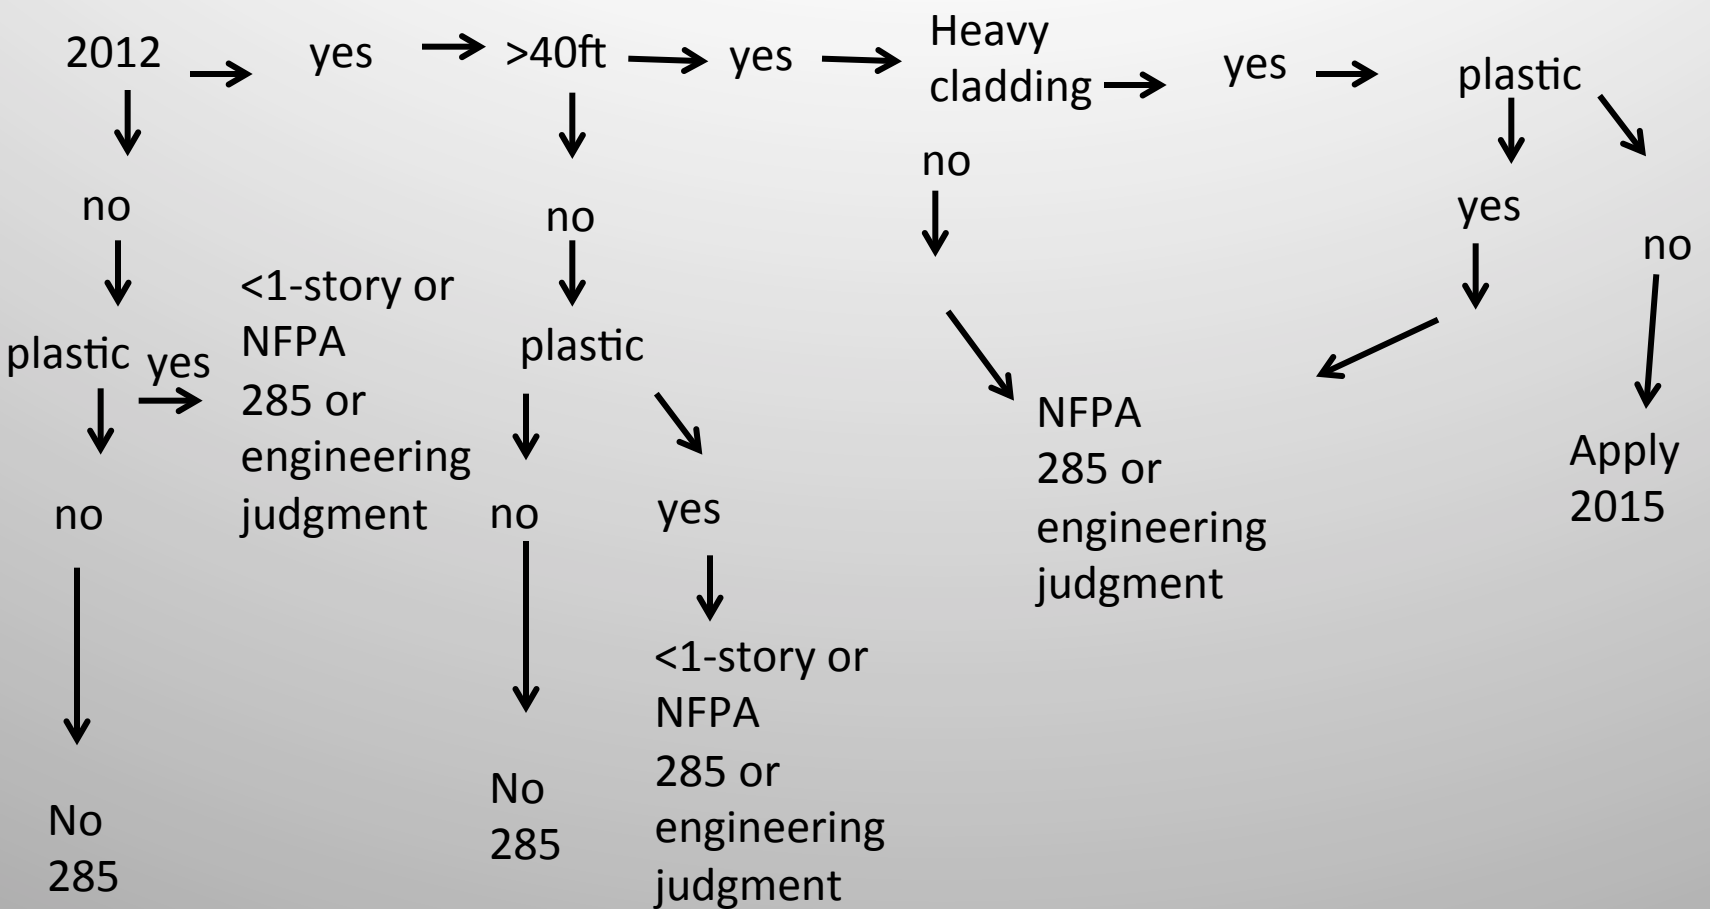 2012
yes
>40ft
yes
Heavy
cladding
yes
plastic
no
no
no
yes
no
plastic
yes
<1-story or
NFPA
285 or
engineering
judgment
plastic
no
no
yes
NFPA
285 or
engineering
judgment
Apply
2015
No
285
No
285
<1-story or
NFPA
285 or
engineering
judgment